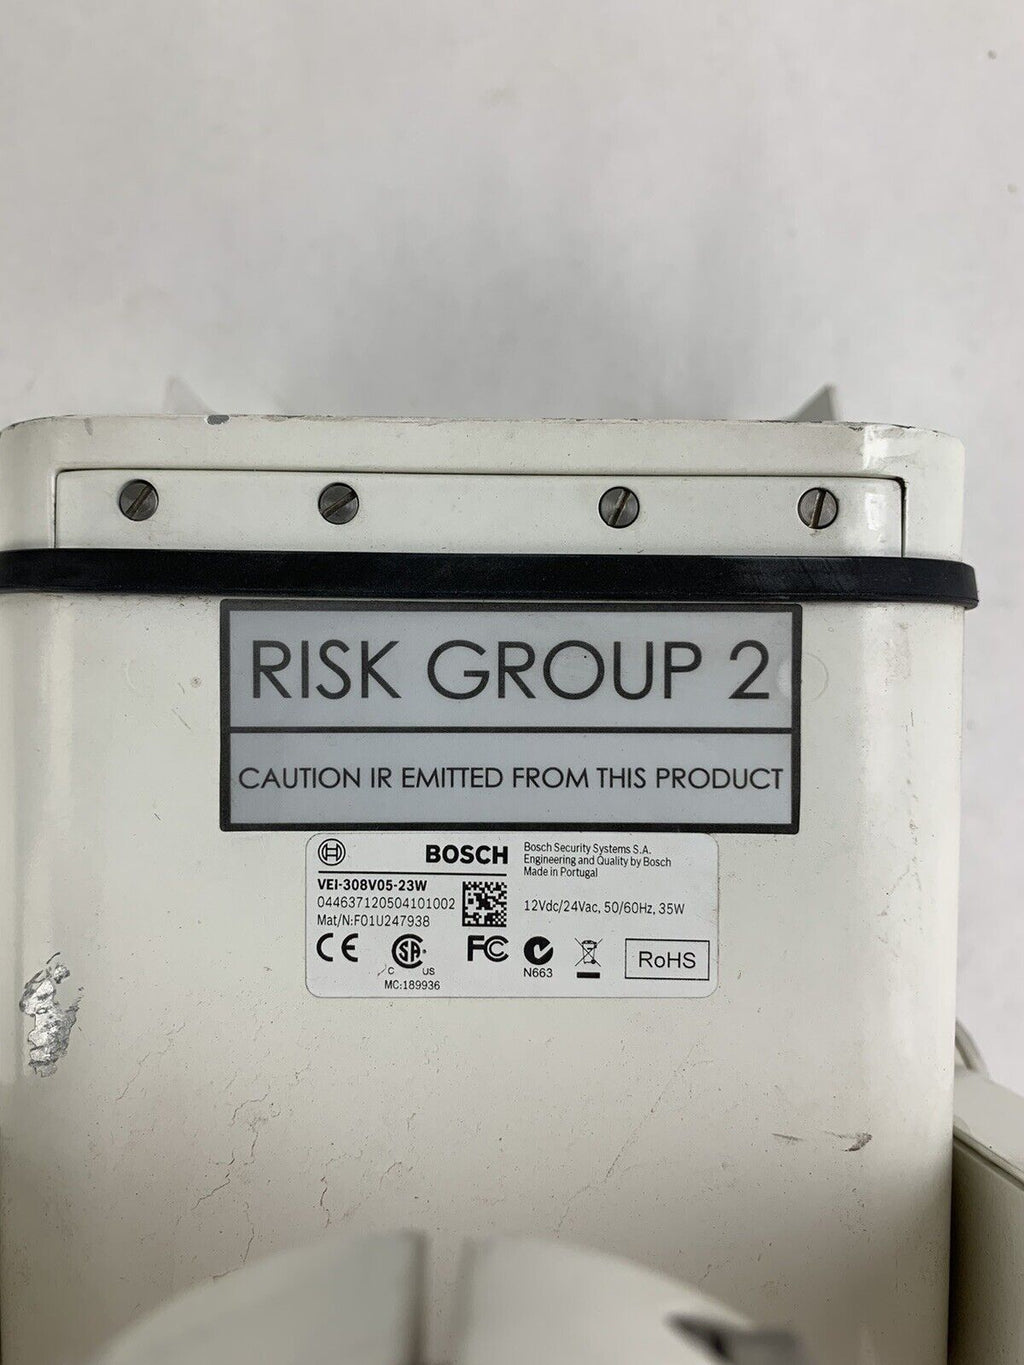 RISK GROUP 2
CAUTION IR EMITTED FROM THIS PRODUCT
BOSCH
Bosch Security Systems S.A.
Engineering and Quality by Bosch
Made in Portugal
VEI-308V05-23W
044637120504101002
Mat/N:F01U247938
12Vdc/24Vac, 50/60Hz, 35W
CE
SA
C US
MC:189936
FC
N663
RoHS